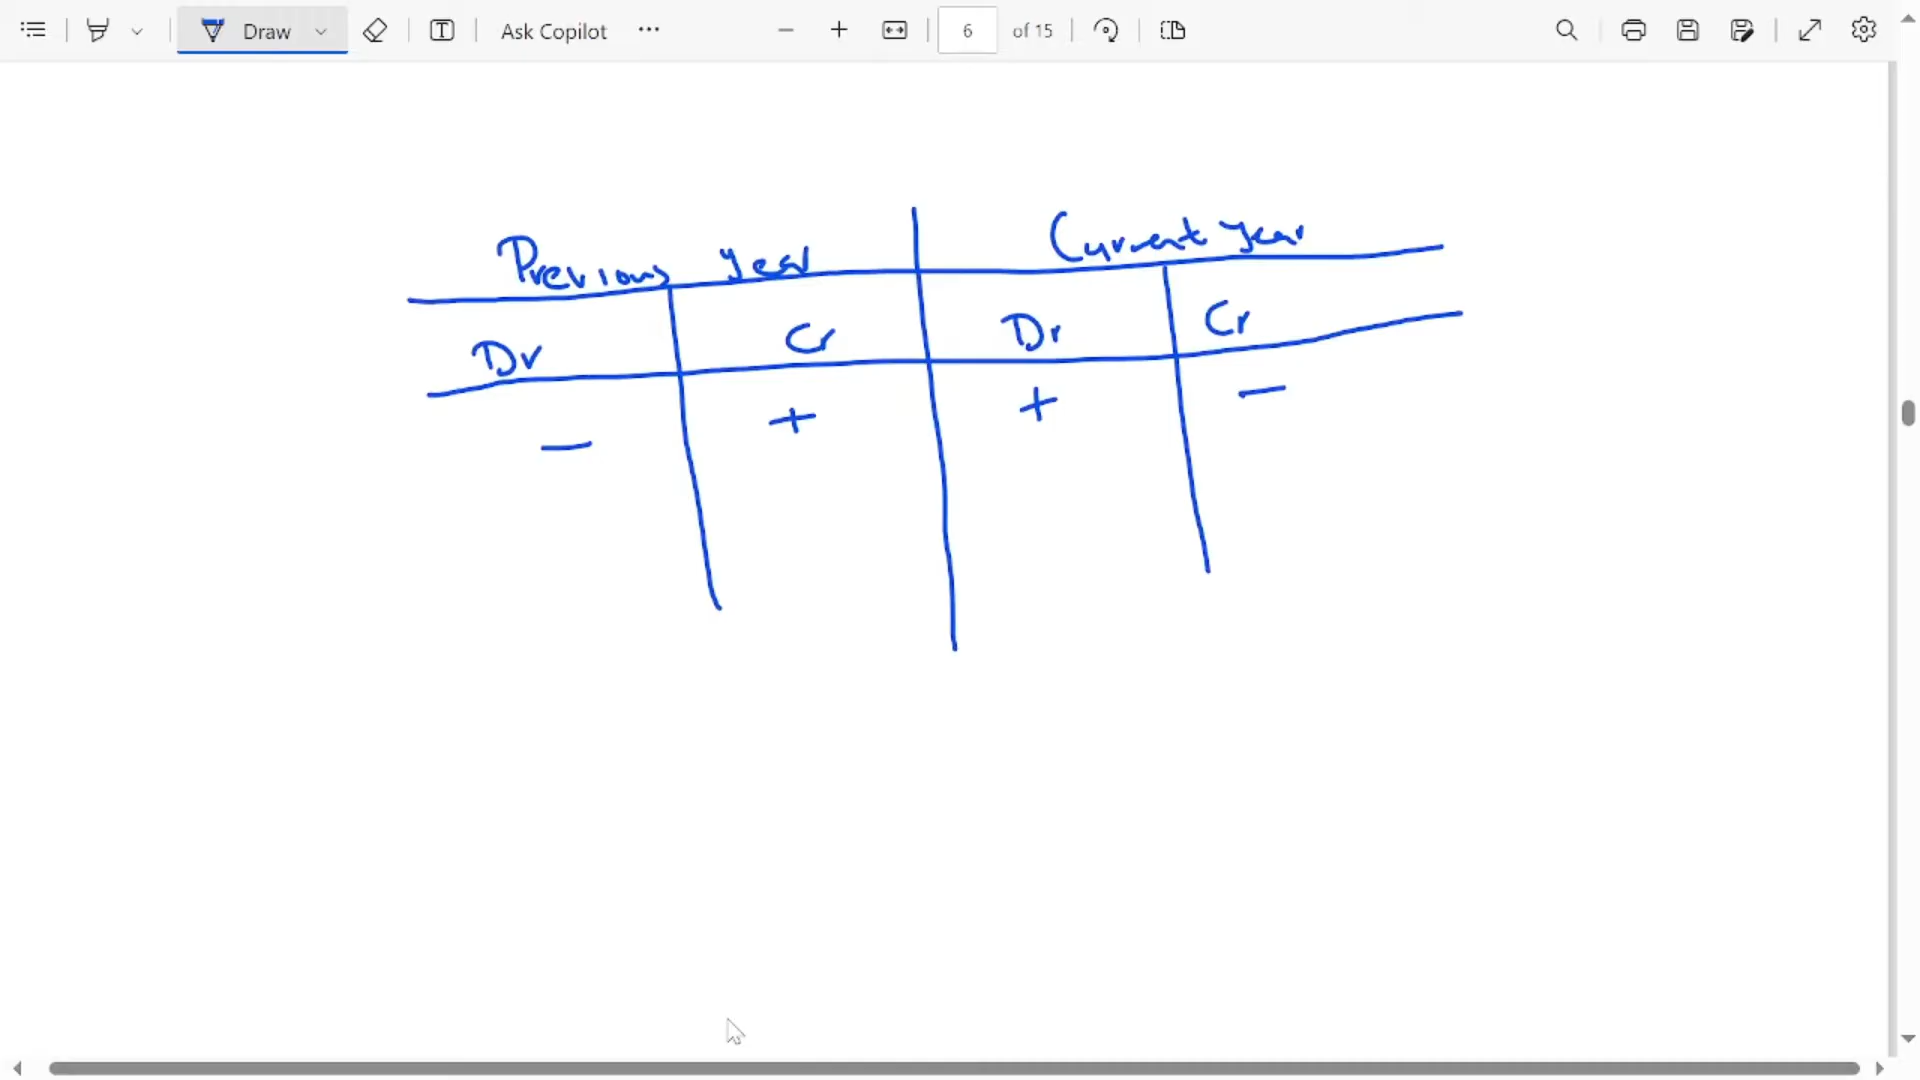 Draw
Ask Copilot
6 of 15
Previous year Current year
Dr Cr Dr Cr
- + + -